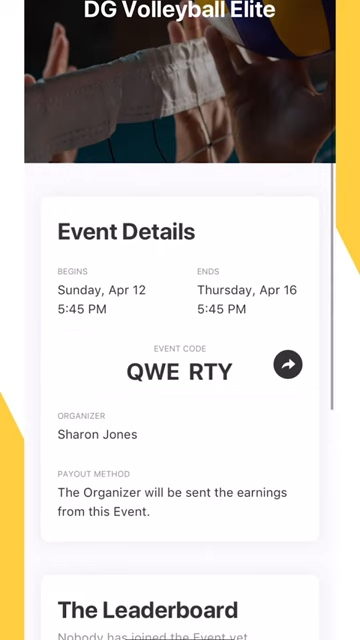 DG Volleyball Elite
Event Details
BEGINS
ENDS
Sunday, Apr 12
Thursday, Apr 16
5:45 PM
5:45 PM
EVENT CODE
QWE RTY
ORGANIZER
Sharon Jones
PAYOUT METHOD
The Organizer will be sent the earnings
from this Event.
The Leaderboard
Nobody has joined the Event yet